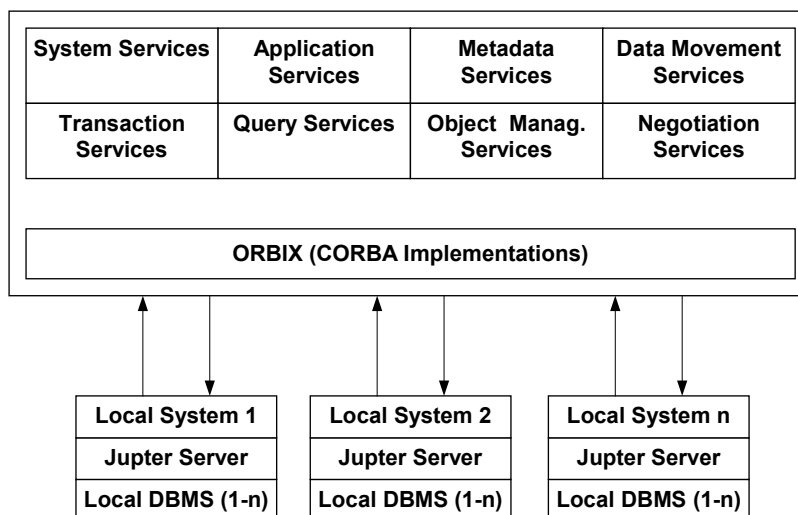 System Services
Application
Services
Metadata
Services
Data Movement
Services
Transaction
Services
Query Services
Object Manag.
Services
Negotiation
Services
ORBIX (CORBA Implementations)
Local System 1
Jupter Server
Local DBMS (1-n)
Local System 2
Jupter Server
Local DBMS (1-n)
Local System n
Jupter Server
Local DBMS (1-n)